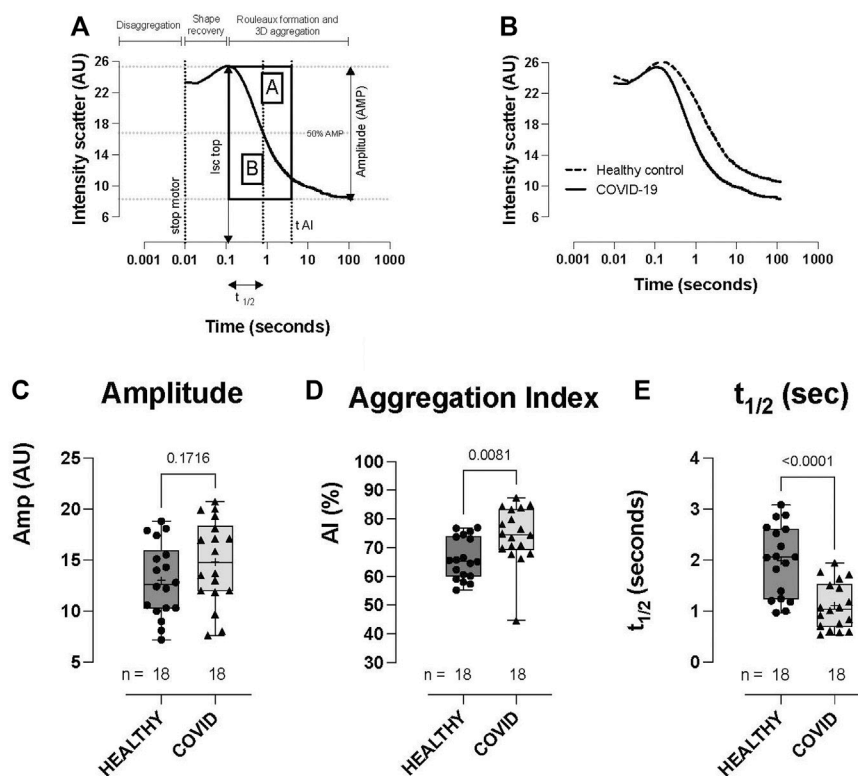 A
Disaggregation
Shape recovery
Rouleaux formation and 3D aggregation
Intensity scatter (AU)
26
22
18
14
10
6
A
B
50% AMP
Amplitude (AMP)
stop motor
Isc top
t AI
0.001 0.01 0.1 1 10 100 1000
t 1/2
Time (seconds)
B
Intensity scatter (AU)
26
22
18
14
10
6
Healthy control
COVID-19
0.001 0.01 0.1 1 10 100 1000
Time (seconds)
C Amplitude
Amp (AU)
25
20
15
10
5
0.1716
n = 18 18
HEALTHY
COVID
D Aggregation Index
AI (%)
100
90
80
70
60
50
40
30
0.0081
n = 18 18
HEALTHY
COVID
E t1/2 (sec)
t1/2 (seconds)
4
3
2
1
0
<0.0001
n = 18 18
HEALTHY
COVID